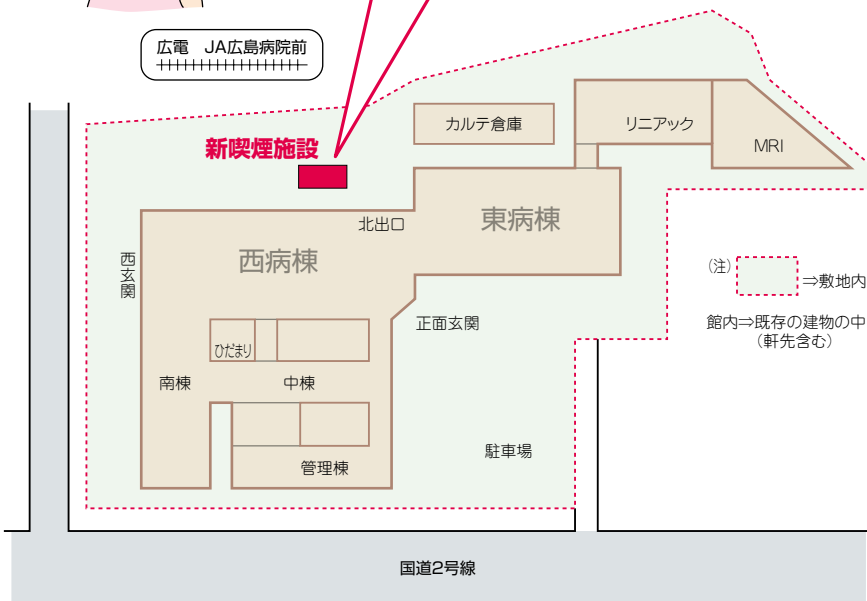 広電 JA広島病院前
新喫煙施設
カルテ倉庫
リニアック
MRI
北出口
東病棟
西玄関
西病棟
(注)
⇒敷地内
館内⇒既存の建物の中
(軒先含む)
正面玄関
ひだまり
南棟
中棟
駐車場
管理棟
国道2号線